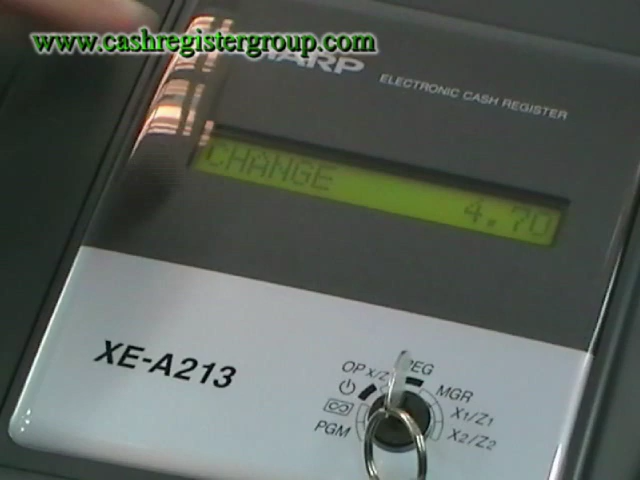 www.cashregistergroup.com
SHARP
ELECTRONIC CASH REGISTER
CHANGE 4.70
XE-A213
OP X/Z
REG
MGR
X1/Z1
X2/Z2
PGM